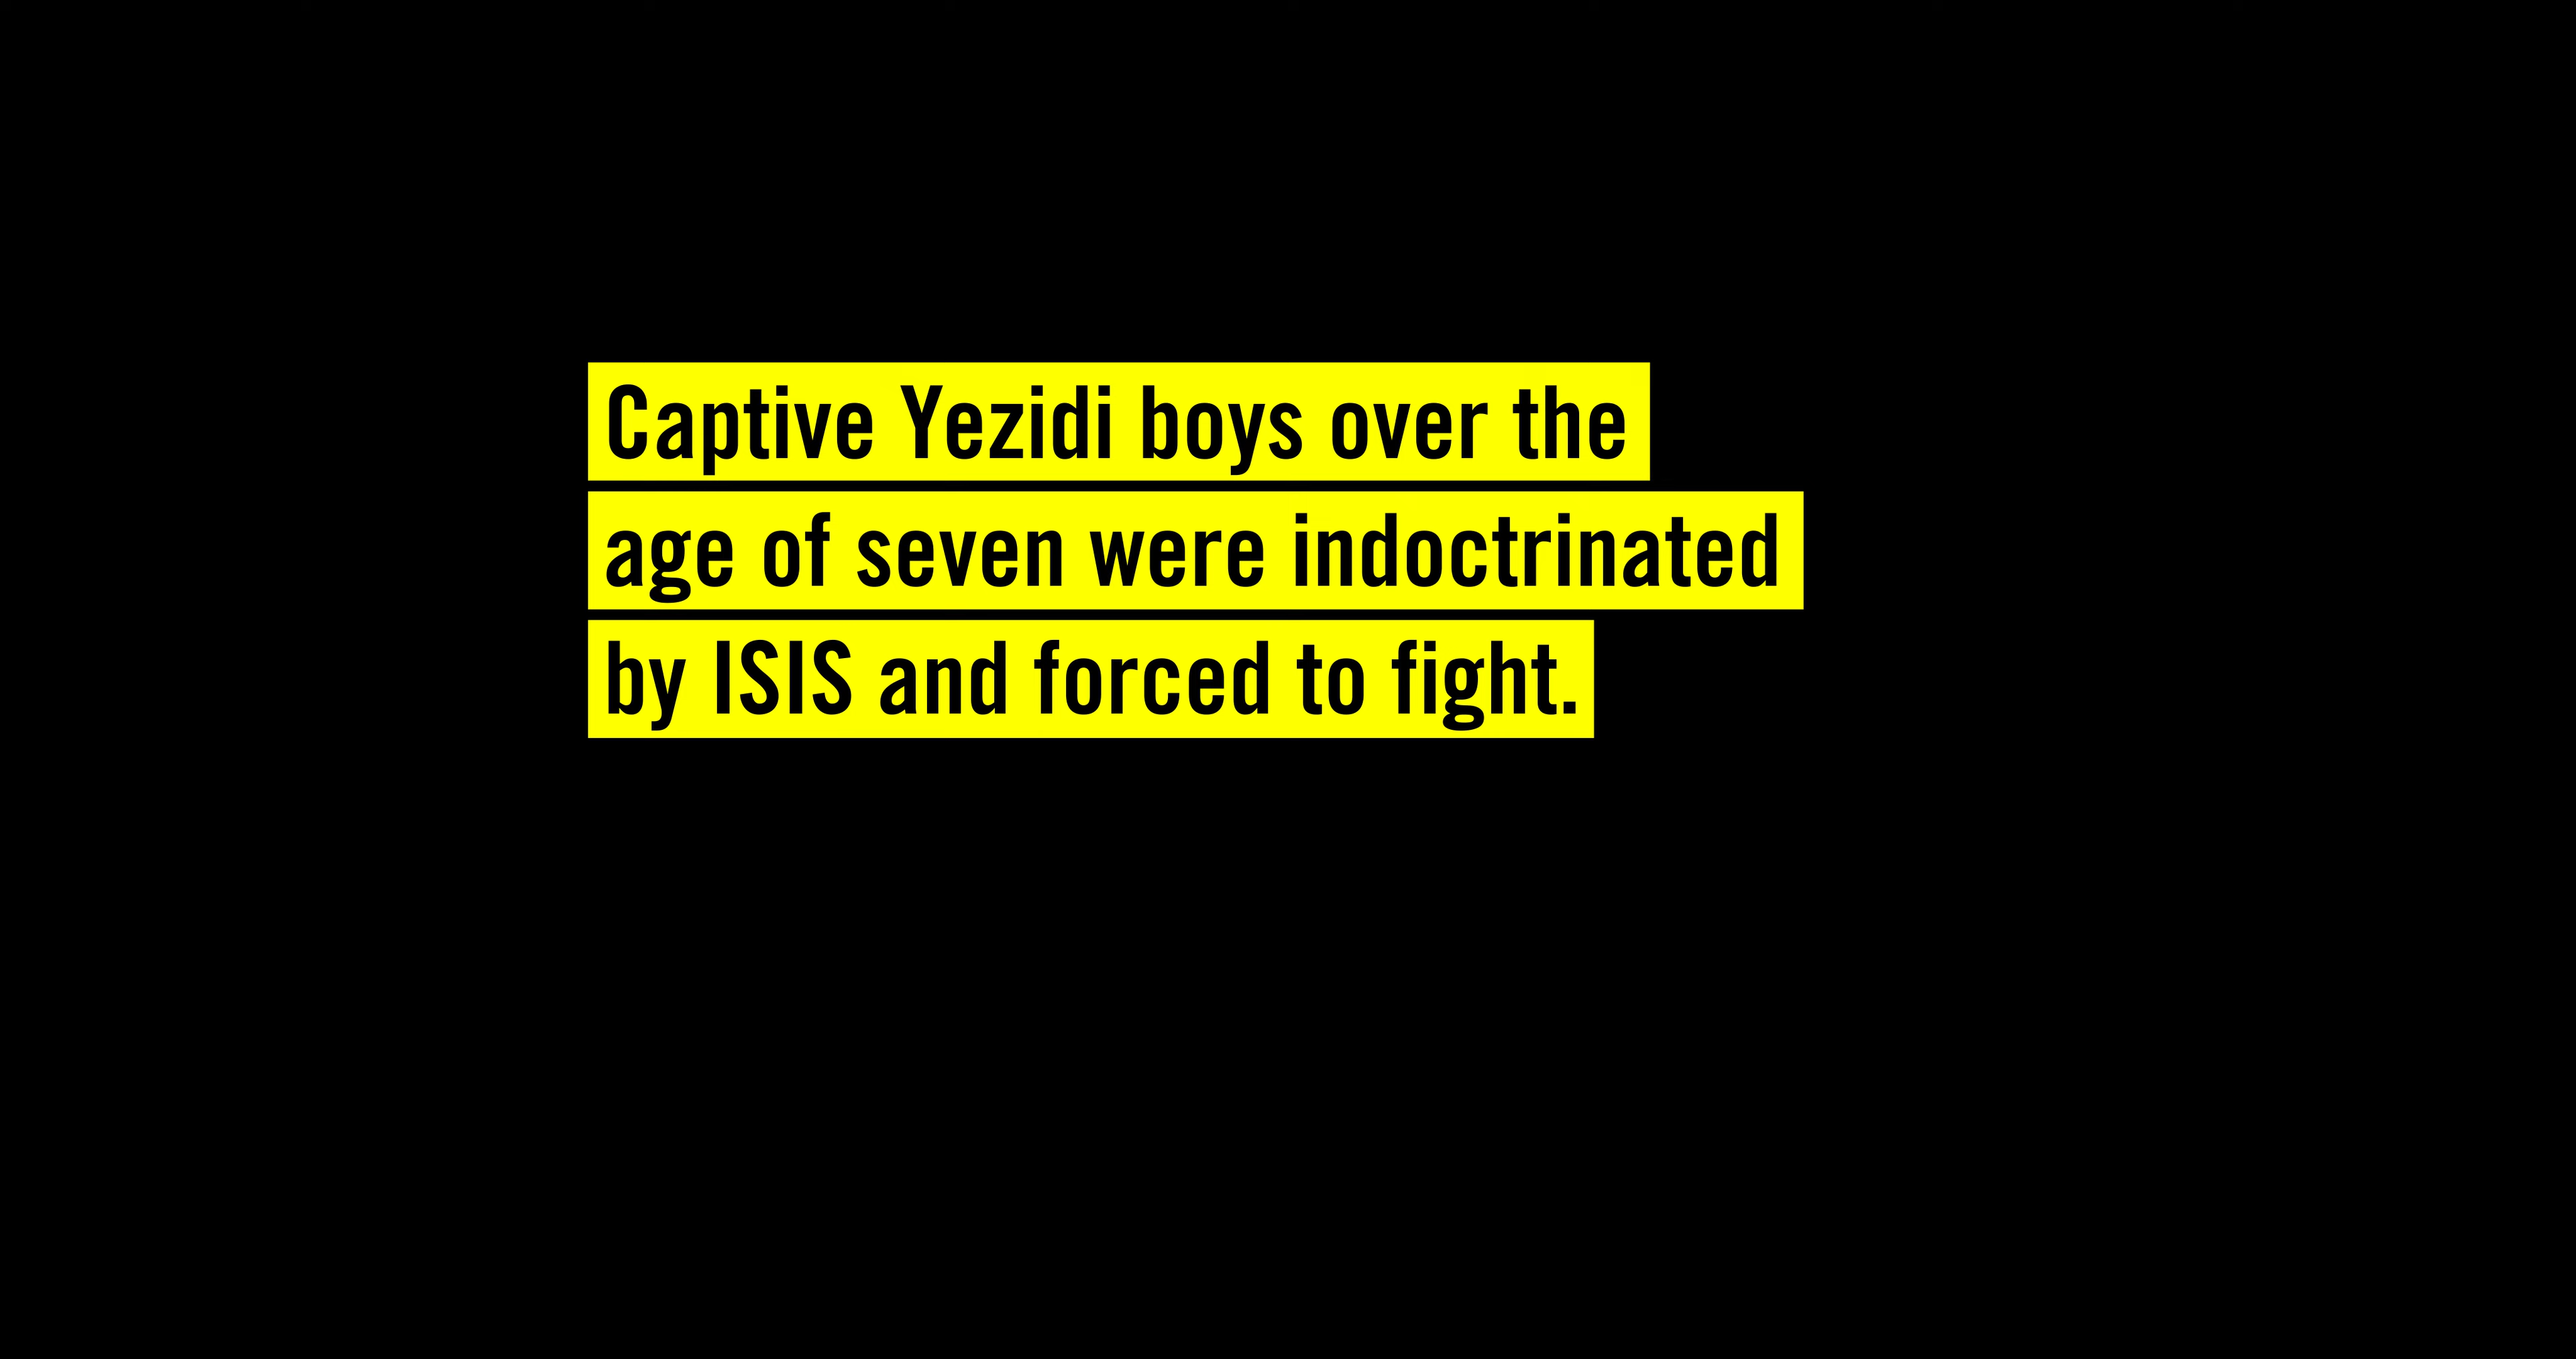 Captive Yezidi boys over the
age of seven were indoctrinated
by ISIS and forced to fight.